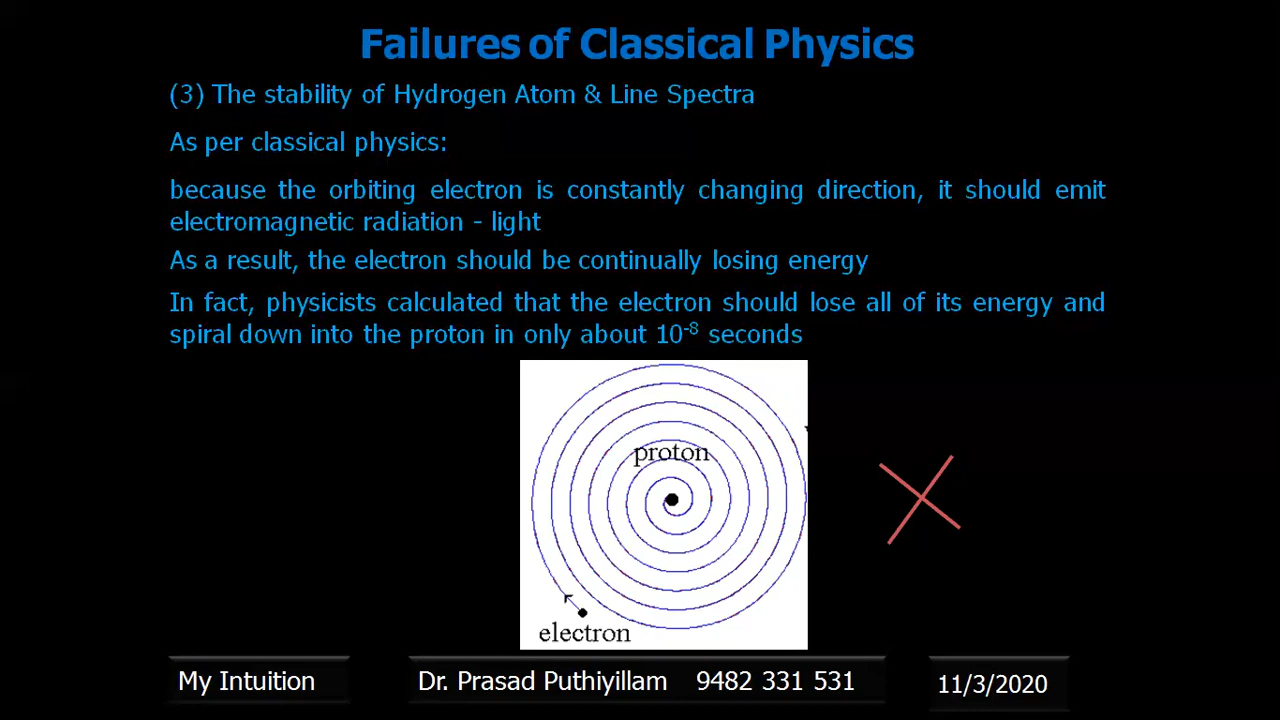 Failures of Classical Physics
(3) The stability of Hydrogen Atom & Line Spectra
As per classical physics:
because the orbiting electron is constantly changing direction, it should emit
electromagnetic radiation - light
As a result, the electron should be continually losing energy
In fact, physicists calculated that the electron should lose all of its energy and
spiral down into the proton in only about 10⁻⁸ seconds
proton
electron
My Intuition
Dr. Prasad Puthiyillam 9482 331 531
11/3/2020